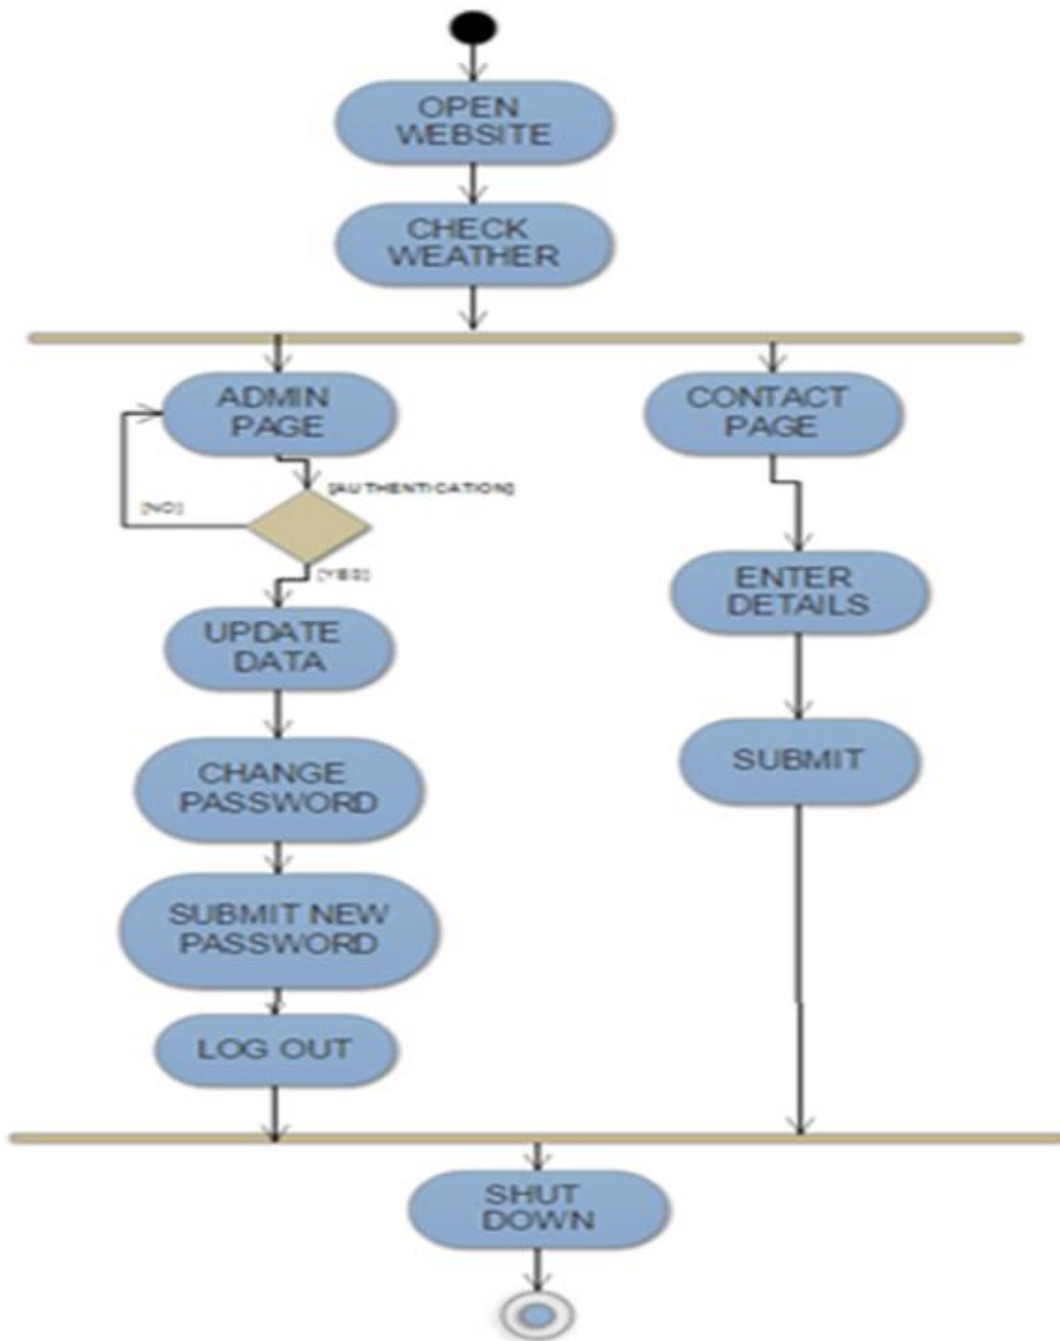 OPEN
WEBSITE
CHECK
WEATHER
ADMIN
PAGE
CONTACT
PAGE
[AUTHENTICATION]
[NO]
[YES]
ENTER
DETAILS
UPDATE
DATA
SUBMIT
CHANGE
PASSWORD
SUBMIT NEW
PASSWORD
LOG OUT
SHUT
DOWN